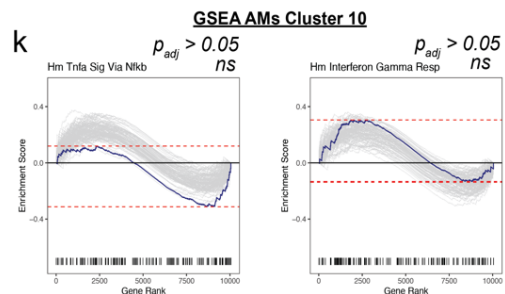 GSEA AMs Cluster 10
k
p adj > 0.05
ns
Hm Tnfa Sig Via Nfkb
Enrichment Score
0.4
0.0
−0.4
0 2500 5000 7500 10000
Gene Rank
p adj > 0.05
ns
Hm Interferon Gamma Resp
Enrichment Score
0.4
0.0
−0.4
0 2500 5000 7500 10000
Gene Rank